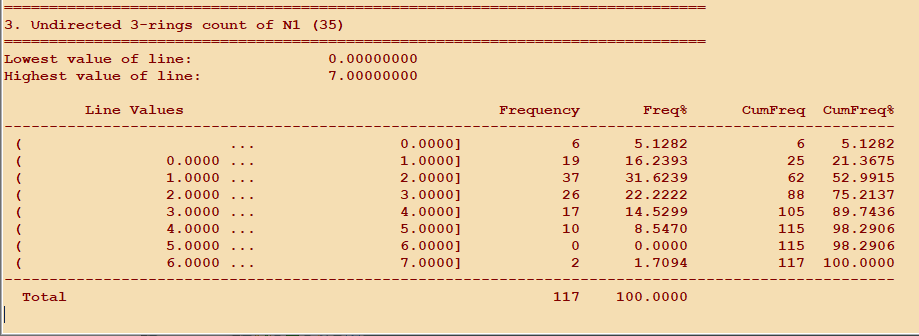 ==============================================================================
3. Undirected 3-rings count of N1 (35)
==============================================================================
Lowest value of line: 0.00000000
Highest value of line: 7.00000000
Line Values Frequency Freq% CumFreq CumFreq%
---------------------------------------------------------------------------------------------------
( ... 0.0000] 6 5.1282 6 5.1282
( 0.0000 ... 1.0000] 19 16.2393 25 21.3675
( 1.0000 ... 2.0000] 37 31.6239 62 52.9915
( 2.0000 ... 3.0000] 26 22.2222 88 75.2137
( 3.0000 ... 4.0000] 17 14.5299 105 89.7436
( 4.0000 ... 5.0000] 10 8.5470 115 98.2906
( 5.0000 ... 6.0000] 0 0.0000 115 98.2906
( 6.0000 ... 7.0000] 2 1.7094 117 100.0000
---------------------------------------------------------------------------------------------------
Total 117 100.0000